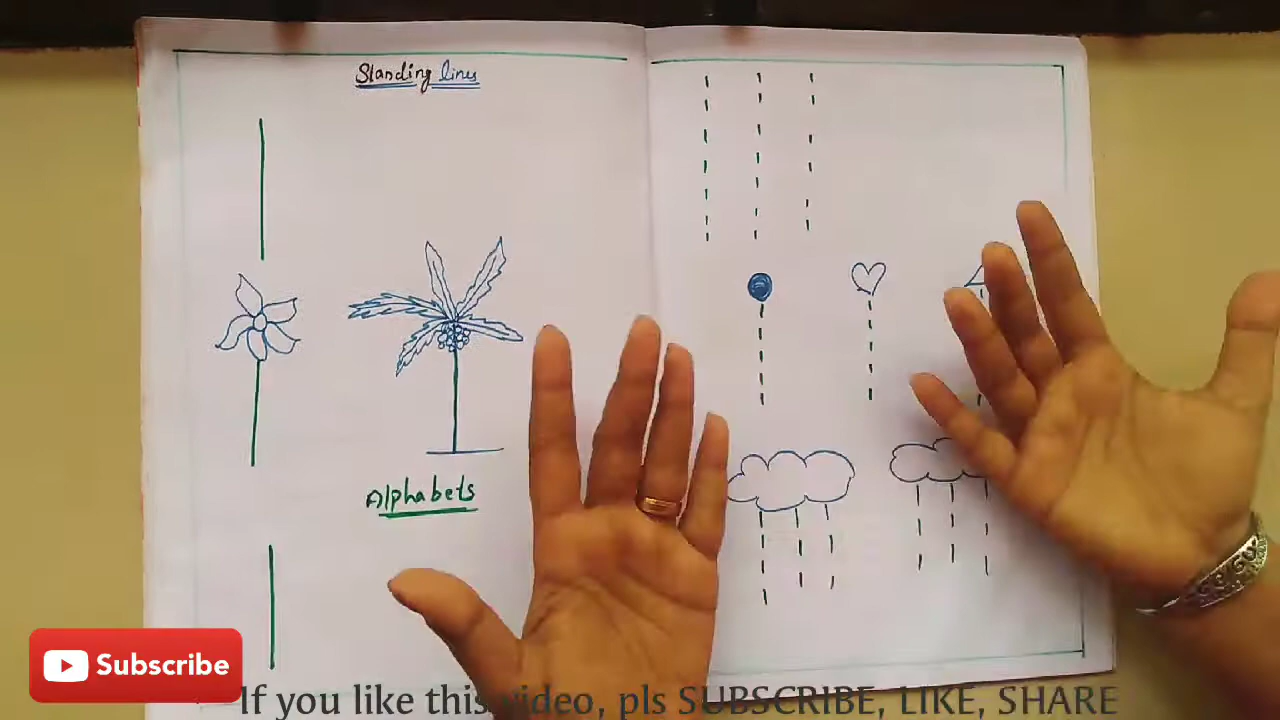 Standing lines
Alphabets
Subscribe
If you like this video, pls SUBSCRIBE, LIKE, SHARE